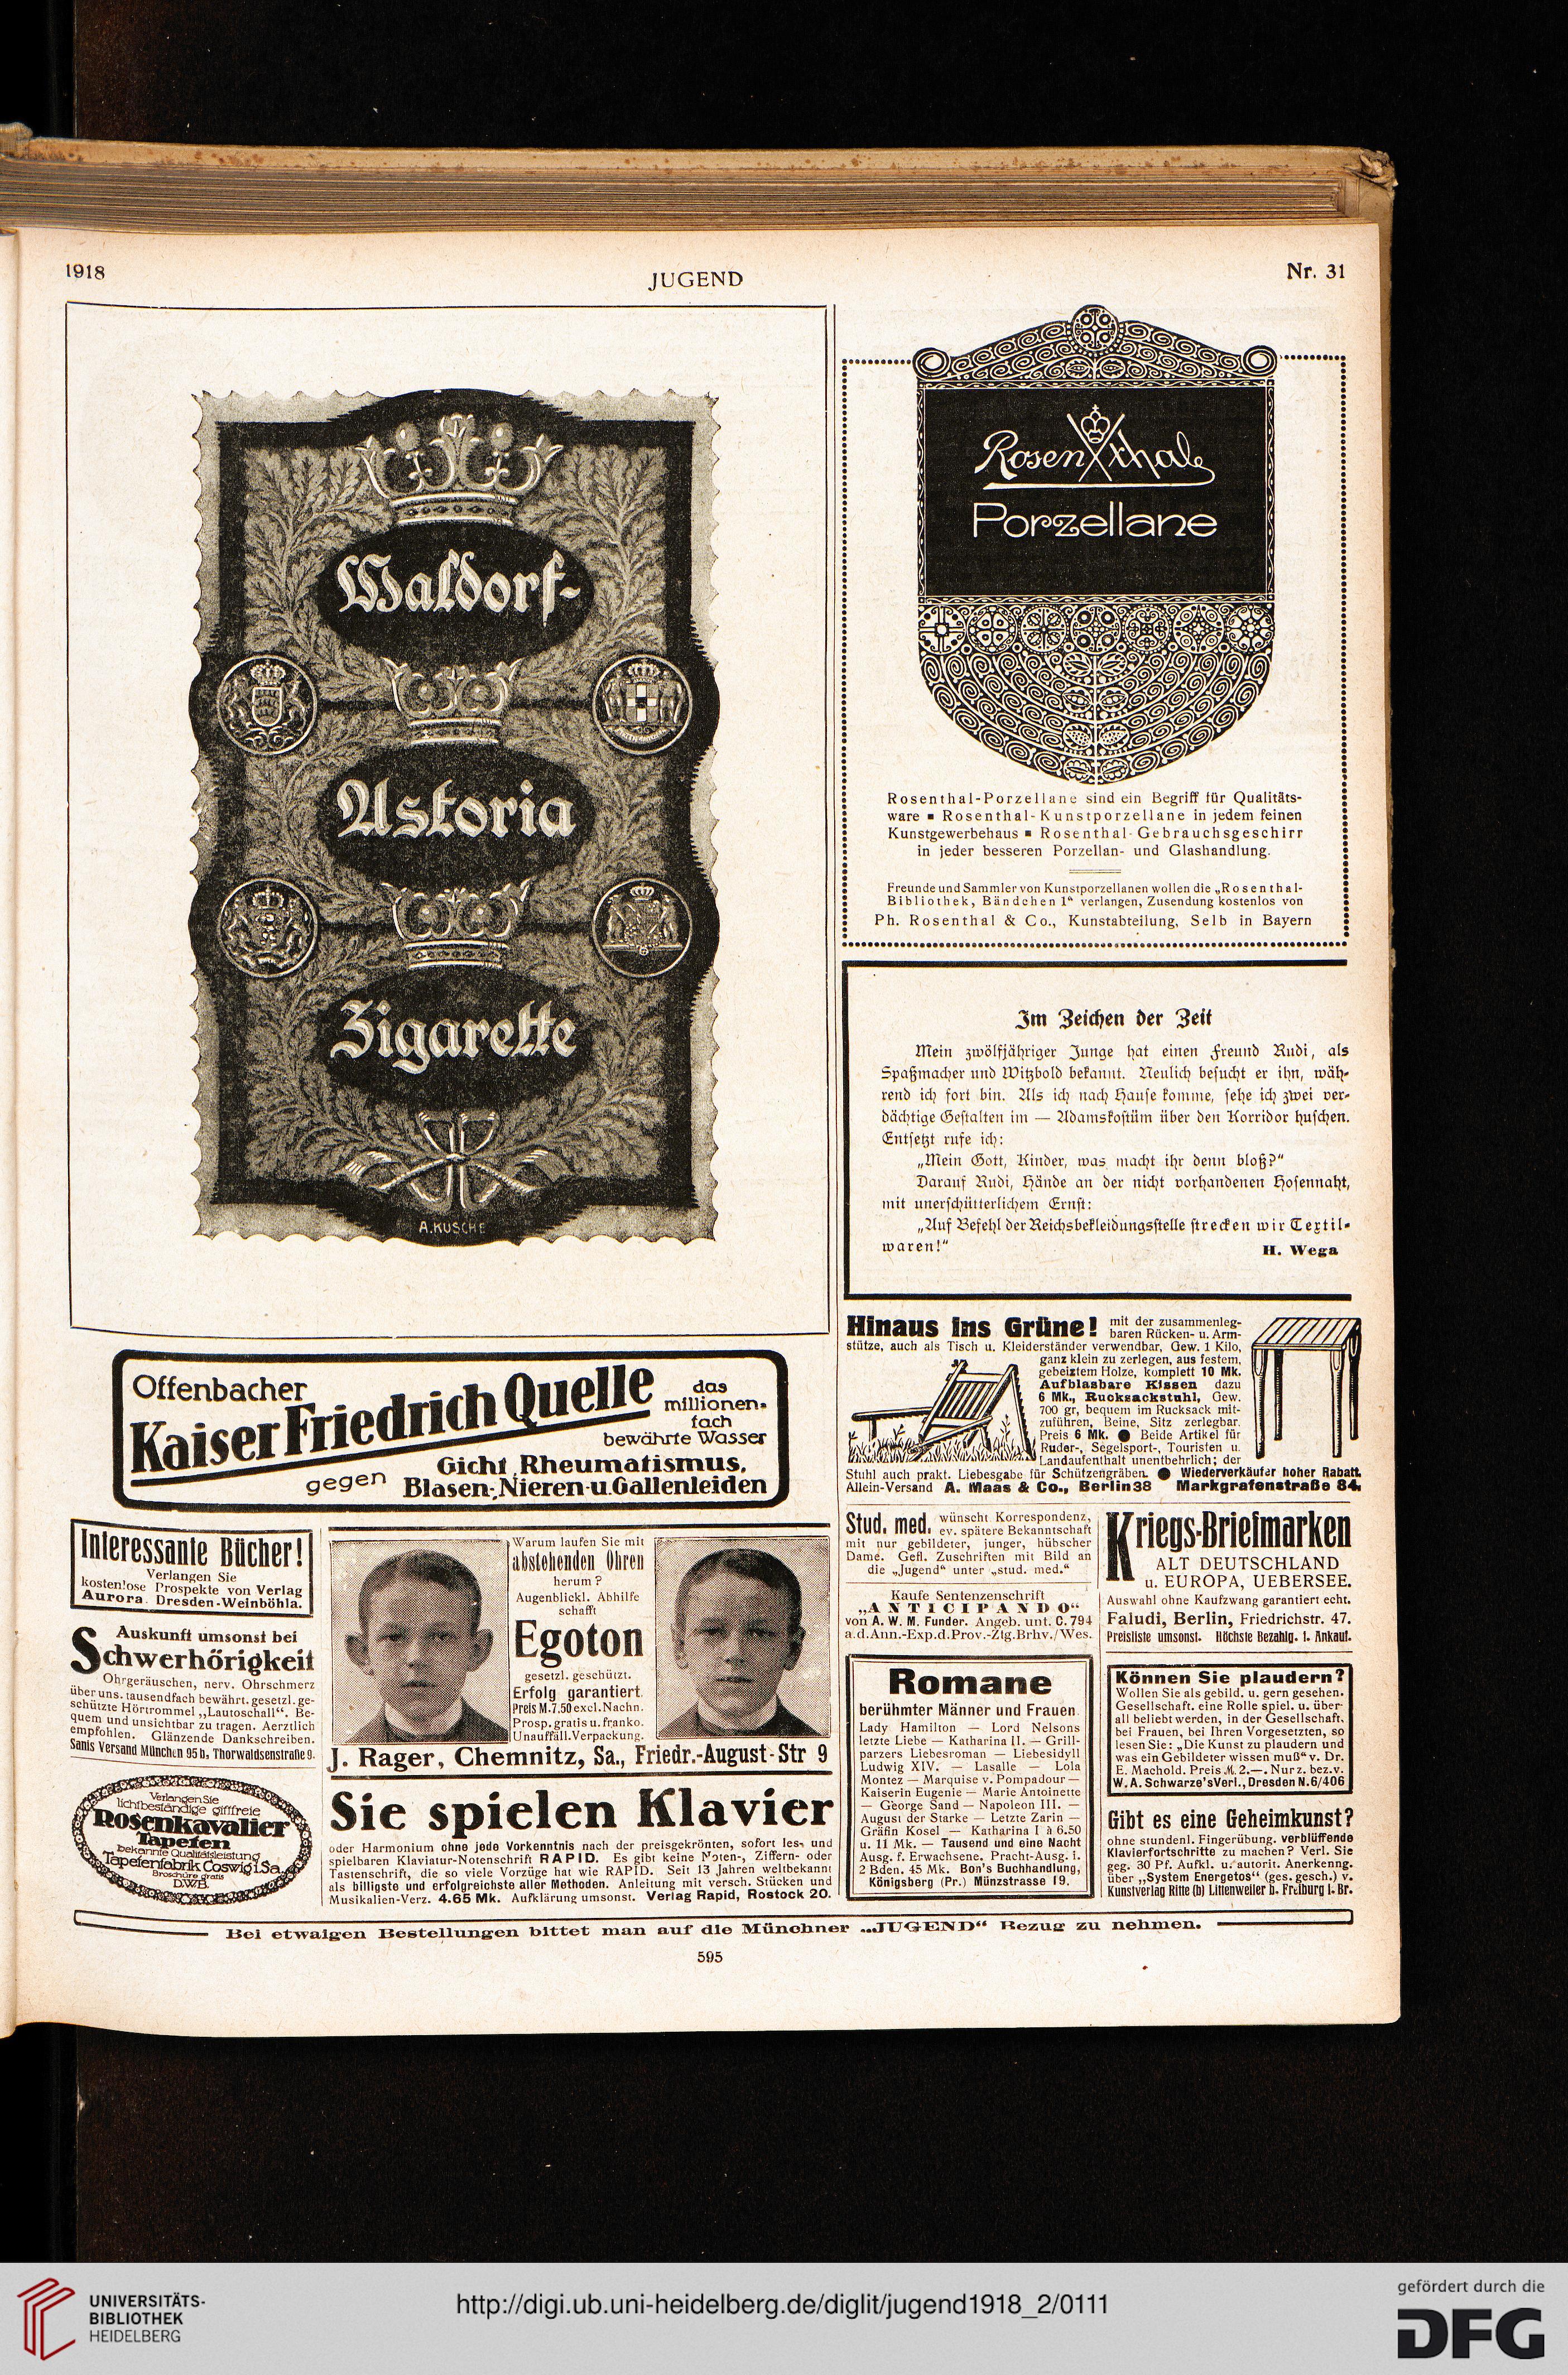 1918
JUGEND
Nr. 31
Waldorf-
Astoria
Zigarette
A.KUSCHE
Rosenthal
Porzellane
Rosenthal-Porzellane sind ein Begriff für Qualitäts-
ware ▪ Rosenthal-Kunstporzellane in jedem feinen
Kunstgewerbehaus ▪ Rosenthal-Gebrauchsgeschirr
in jeder besseren Porzellan- und Glashandlung.
Freunde und Sammler von Kunstporzellanen wollen die „Rosenthal-
Bibliothek, Bändchen 1“ verlangen, Zusendung kostenlos von
Ph. Rosenthal & Co., Kunstabteilung, Selb in Bayern
Im Zeichen der Zeit
Mein zwölfjähriger Junge hat einen Freund Rudi, als
Spaßmacher und Witzbold bekannt. Neulich besucht er ihn, wäh-
rend ich fort bin. Als ich nach Hause komme, sehe ich zwei ver-
dächtige Gestalten im — Adamskostüm über den Korridor huschen.
Entsetzt rufe ich:
„Mein Gott, Kinder, was macht ihr denn bloß?“
Darauf Rudi, Hände an der nicht vorhandenen Hosennaht,
mit unerschütterlichem Ernst:
„Auf Befehl der Reichsbekleidungsstelle strecken wir Textil-
waren!“
H. Wega
Hinaus ins Grüne! mit der zusammenleg-
baren Rücken- u. Arm-
stütze, auch als Tisch u. Kleiderständer verwendbar, Gew. 1 Kilo,
ganz klein zu zerlegen, aus festem,
gebeiztem Holze, komplett 10 Mk.
Aufblasbare Kissen dazu
6 Mk., Rucksackstuhl, Gew.
700 gr, bequem im Rucksack mit-
zuführen, Beine, Sitz zerlegbar.
Preis 6 Mk. ● Beide Artikel für
Ruder-, Segelsport-, Touristen u.
Landaufenthalt unentbehrlich; der
Stuhl auch prakt. Liebesgabe für Schützengräben. ● Wiederverkäufer hoher Rabatt.
Allein-Versand A. Maas & Co., Berlin38 Markgrafenstraße 84.
Offenbacher
Kaiser Friedrich Quelle
das
millionen-
fach
bewährte Wasser
gegen
Gicht, Rheumatismus,
Blasen-, Nieren- u. Gallenleiden
Interessante Bücher!
Verlangen Sie
kostenlose Prospekte von Verlag
Aurora. Dresden-Weinböhla.
Auskunft umsonst bei
Schwerhörigkeit
Ohrgeräuschen, nerv. Ohrschmerz
über uns. tausendfach bewährt. gesetzl. ge-
schützte Hörtrommel „Lautoschall“. Be-
quem und unsichtbar zu tragen. Aerztlich
empfohlen. Glänzende Dankschreiben.
Sanis Versand München 95 b, Thorwaldsenstraße 9.
Verlangen Sie
lichtbeständige giftfreie
Rosenkavalier
Tapeten
bekannte Qualitätsleistung
Tapetenfabrik Coswig i.Sa.
Broschüre gratis
D.W.B.
Warum laufen Sie mit
abstehenden Ohren
herum?
Augenblickl. Abhilfe
schafft
Egoton
gesetzl. geschützt.
Erfolg garantiert.
Preis M. 7.50 excl. Nachn.
Prosp. gratis u. franko.
Unauffäll. Verpackung.
J. Rager, Chemnitz, Sa., Friedr.-August-Str 9
Sie spielen Klavier
oder Harmonium ohne jede Vorkenntnis nach der preisgekrönten, sofort les- und
spielbaren Klaviatur-Notenschrift RAPID. Es gibt keine Noten-, Ziffern- oder
Tastenschrift, die so viele Vorzüge hat wie RAPID. Seit 13 Jahren weltbekannt
als billigste und erfolgreichste aller Methoden. Anleitung mit versch. Stücken und
Musikalien-Verz. 4.65 Mk. Aufklärung umsonst. Verlag Rapid, Rostock 20.
Stud. med. wünscht Korrespondenz,
ev. spätere Bekanntschaft
mit nur gebildeter, junger, hübscher
Dame. Gefl. Zuschriften mit Bild an
die „Jugend“ unter „stud. med.“
Kaufe Sentenzenschrift
„ANTICIPANDO“
von A. W. M. Funder. Angeb. unt. C. 794
a.d.Ann.-Exp.d.Prov.-Ztg.Brhv./Wes.
Romane
berühmter Männer und Frauen
Lady Hamilton — Lord Nelsons
letzte Liebe — Katharina II. — Grill-
parzers Liebesroman — Liebesidyll
Ludwig XIV. — Lasalle — Lola
Montez — Marquise v. Pompadour —
Kaiserin Eugenie — Marie Antoinette
— George Sand — Napoleon III. —
August der Starke — Letzte Zarin —
Gräfin Kosel — Katharina I à 6.50
u. 11 Mk. — Tausend und eine Nacht
Ausg. f. Erwachsene. Pracht-Ausg. i.
2 Bden. 45 Mk. Bon's Buchhandlung,
Königsberg (Pr.) Münzstrasse 19.
Kriegs-Briefmarken
ALT DEUTSCHLAND
u. EUROPA, UEBERSEE.
Auswahl ohne Kaufzwang garantiert echt.
Faludi, Berlin, Friedrichstr. 47.
Preisliste umsonst. Höchste Bezahlg. f. Ankauf.
Können Sie plaudern?
Wollen Sie als gebild. u. gern gesehen.
Gesellschaft. eine Rolle spiel. u. über-
all beliebt werden, in der Gesellschaft,
bei Frauen, bei Ihren Vorgesetzten, so
lesen Sie: „Die Kunst zu plaudern und
was ein Gebildeter wissen muß“ v. Dr.
E. Machold. Preis ℳ 2.—. Nur z. bez. v.
W. A. Schwarze's Verl., Dresden N.6/406
Gibt es eine Geheimkunst?
ohne stundenl. Fingerübung. verblüffende
Klavierfortschritte zu machen? Verl. Sie
geg. 30 Pf. Aufkl. u. autorit. Anerkenng.
über „System Energetos“ (ges. gesch.) v.
Kunstverlag Ritte (b) Littenweiler b. Freiburg i. Br.
Bei etwaigen Bestellungen bittet man auf die Münchner „JUGEND“ Bezug zu nehmen.
595
UNIVERSITÄTS-
BIBLIOTHEK
HEIDELBERG
http://digi.ub.uni-heidelberg.de/diglit/jugend1918_2/0111
gefördert durch die
DFG